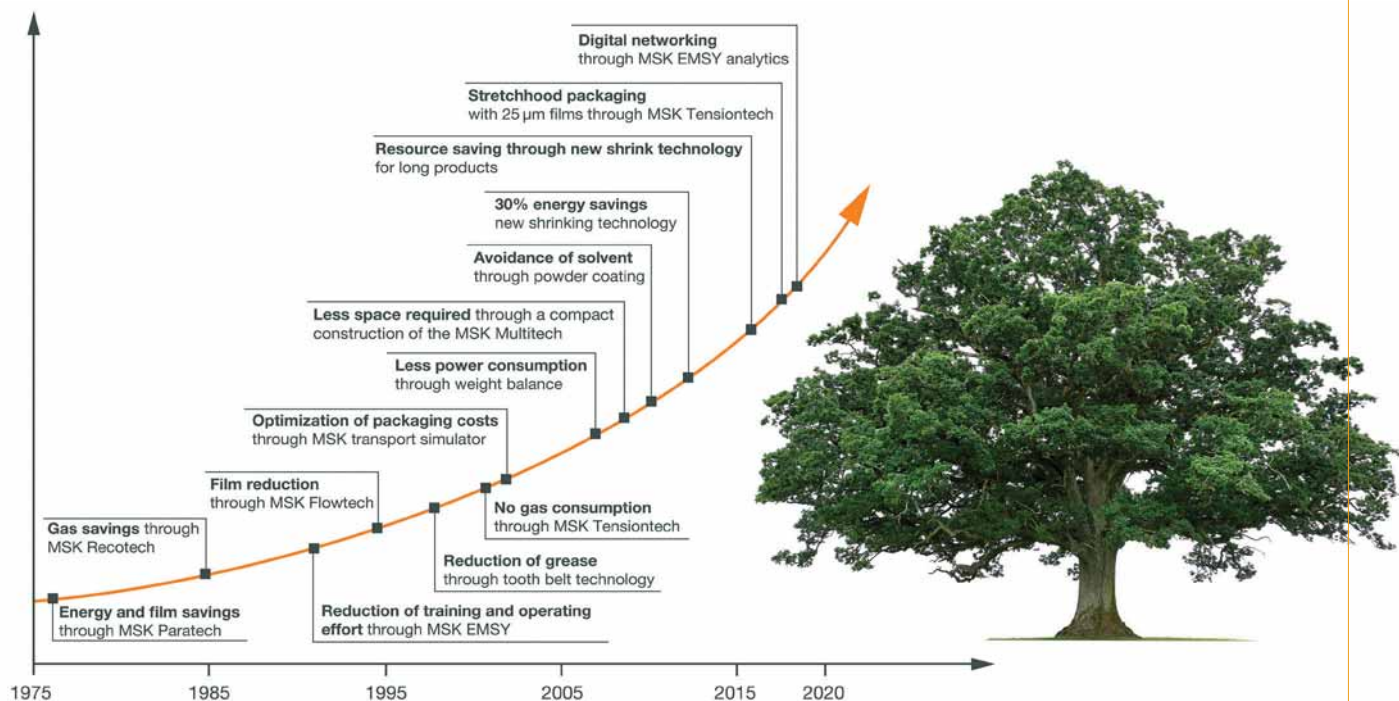 Digital networking
through MSK EMSY analytics
Stretchhood packaging
with 25 µm films through MSK Tensiontech
Resource saving through new shrink technology
for long products
30% energy savings
new shrinking technology
Avoidance of solvent
through powder coating
Less space required through a compact
construction of the MSK Multitech
Less power consumption
through weight balance
Optimization of packaging costs
through MSK transport simulator
Film reduction
through MSK Flowtech
Gas savings through
MSK Recotech
No gas consumption
through MSK Tensiontech
Reduction of grease
through tooth belt technology
Energy and film savings
through MSK Paratech
Reduction of training and operating
effort through MSK EMSY
1975 1985 1995 2005 2015 2020